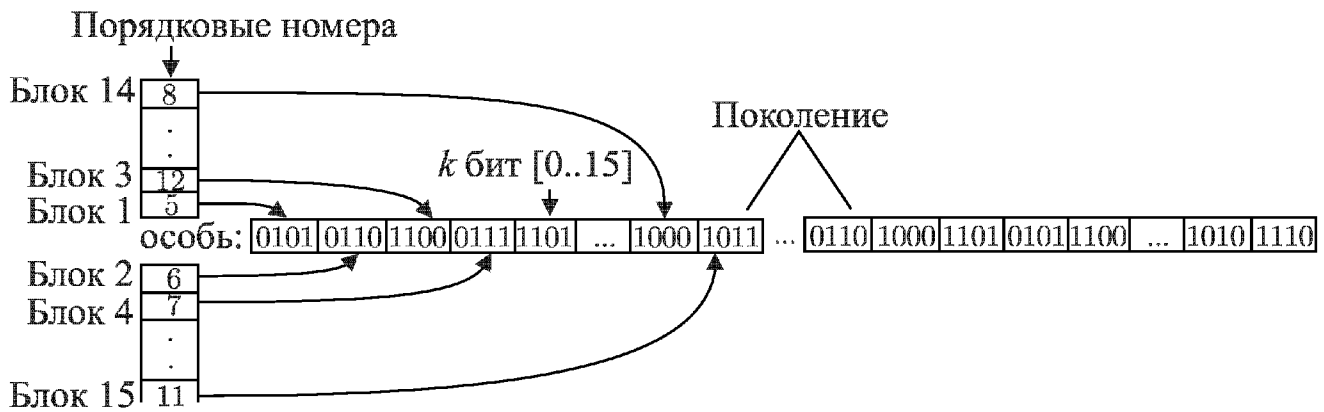 Порядковые номера
Блок 14 8
.
.
Поколение
Блок 3 12
k бит [0..15]
Блок 1 5
особь: 0101 0110 1100 0111 1101 ... 1000 1011 ... 0110 1000 1101 0101 1100 ... 1010 1110
Блок 2 6
Блок 4 7
.
.
Блок 15 11